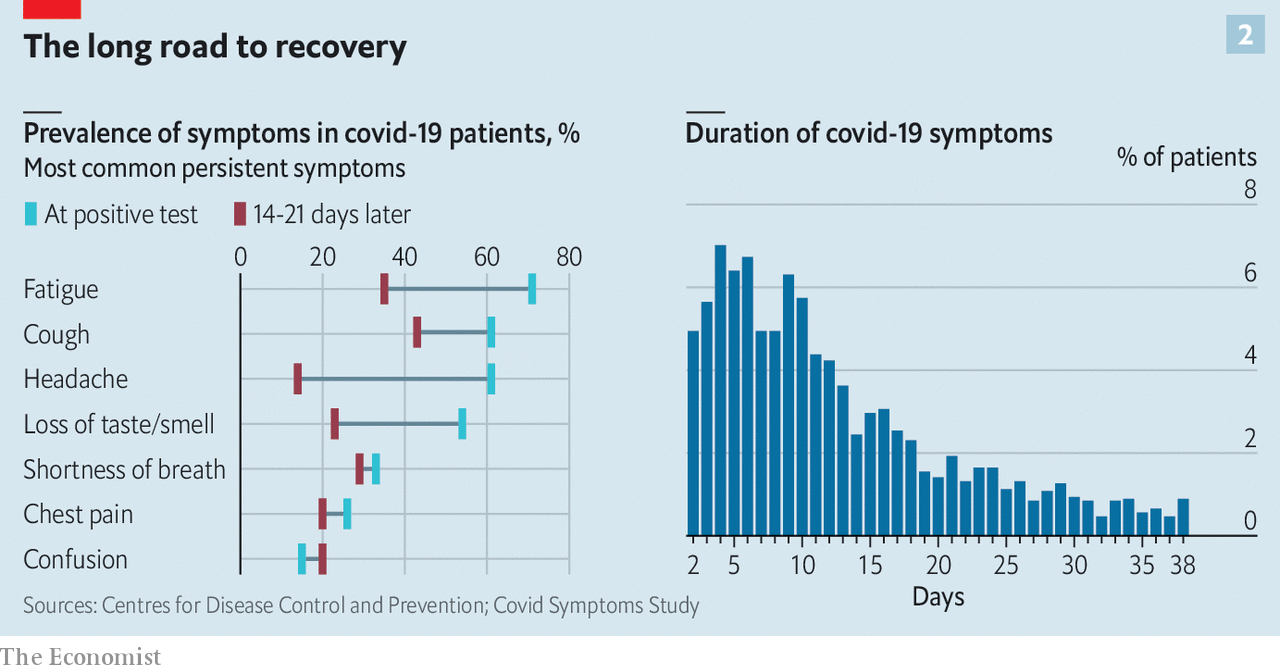 The long road to recovery
2
Prevalence of symptoms in covid-19 patients, %
Most common persistent symptoms
At positive test 14-21 days later
0 20 40 60 80
Fatigue
Cough
Headache
Loss of taste/smell
Shortness of breath
Chest pain
Confusion
Duration of covid-19 symptoms
% of patients
8
6
4
2
0
2 5 10 15 20 25 30 35 38
Days
Sources: Centres for Disease Control and Prevention; Covid Symptoms Study
The Economist